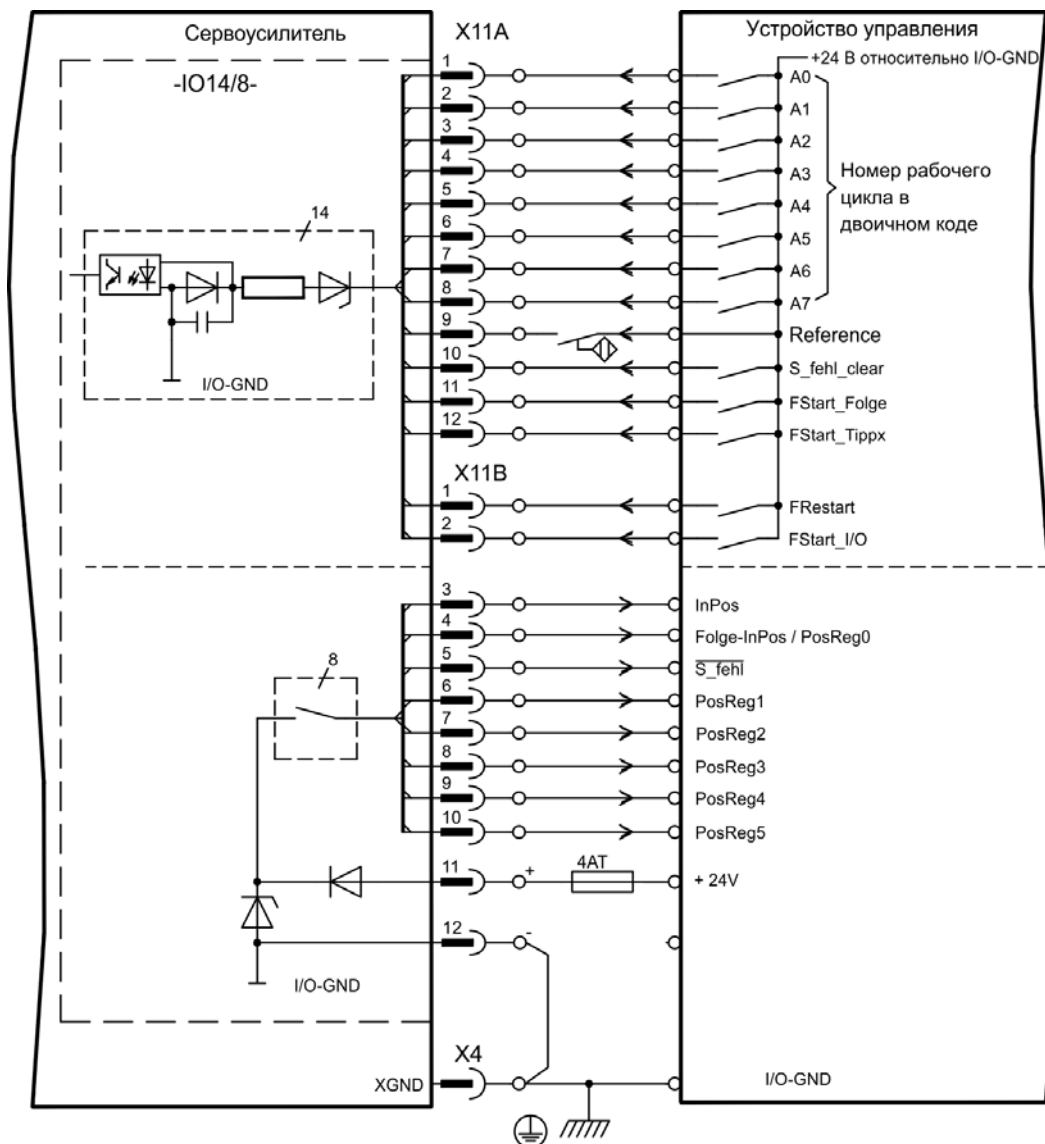 Сервоусилитель
X11A
Устройство управления
-IO14/8-
+24 В относительно I/O-GND
1
A0
2
A1
3
A2
4
A3
Номер рабочего
цикла в
двоичном коде
5
A4
14
6
A5
7
A6
8
A7
9
Reference
10
S_fehl_clear
I/O-GND
11
FStart_Folge
12
FStart_Tippx
X11B
1
FRestart
2
FStart_I/O
3
InPos
4
Folge-InPos / PosReg0
5
S_fehl
8
6
PosReg1
7
PosReg2
8
PosReg3
9
PosReg4
10
PosReg5
11
+
4AT
+ 24V
12
-
-
I/O-GND
X4
XGND
I/O-GND